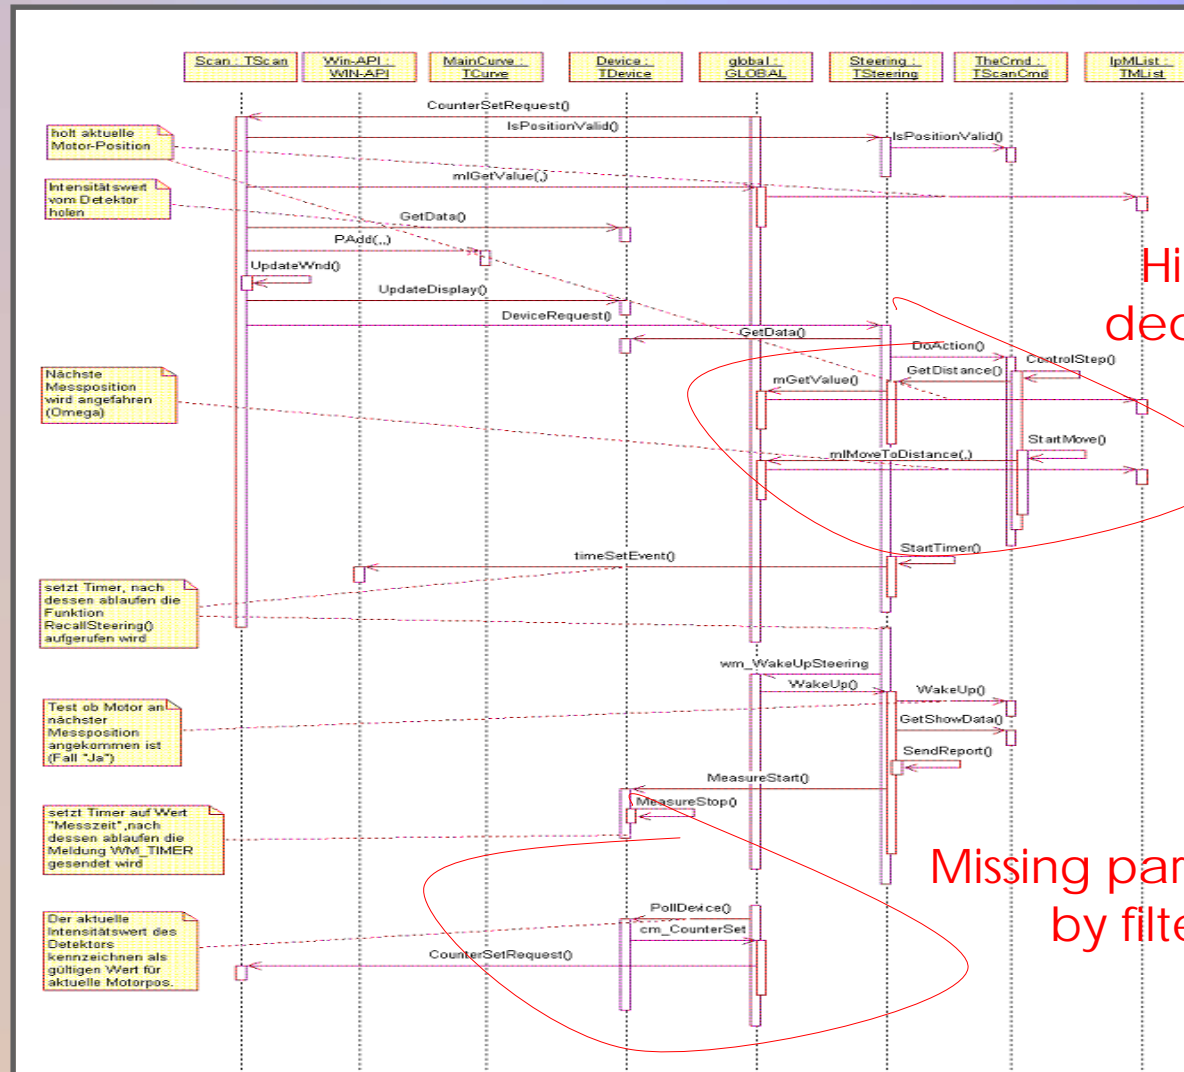 Scan : TScan
Win-API :
WIN-API
MainCurve :
TCurve
Device :
TDevice
global :
GLOBAL
Steering :
TSteering
TheCmd :
TScanCmd
IpMList :
TMList
CounterSetRequest()
IsPositionValid()
IsPositionValid()
holt aktuelle
Motor-Position
mlGetValue(,)
Intensitätswert
vom Detektor
holen
GetData()
PAdd(,,)
UpdateWnd()
UpdateDisplay()
DeviceRequest()
GetData()
DoAction()
ControlStep()
GetDistance()
mGetValue()
Nächste
Messposition
wird angefahren
(Omega)
StartMove()
mlMoveToDistance(,)
StartTimer()
timeSetEvent()
setzt Timer, nach
dessen ablaufen die
Funktion
RecallSteering()
aufgerufen wird
wm_WakeUpSteering
WakeUp()
WakeUp()
Test ob Motor an
nächster
Messposition
angekommen ist
(Fall "Ja")
GetShowData()
SendReport()
MeasureStart()
MeasureStop()
setzt Timer auf Wert
"Messzeit",nach
dessen ablaufen die
Meldung WM_TIMER
gesendet wird
PollDevice()
cm_CounterSet
CounterSetRequest()
Der aktuelle
Intensitätswert des
Detektors
kennzeichnen als
gültigen Wert für
aktuelle Motorpos.
Hi
dec
Missing par
by filte